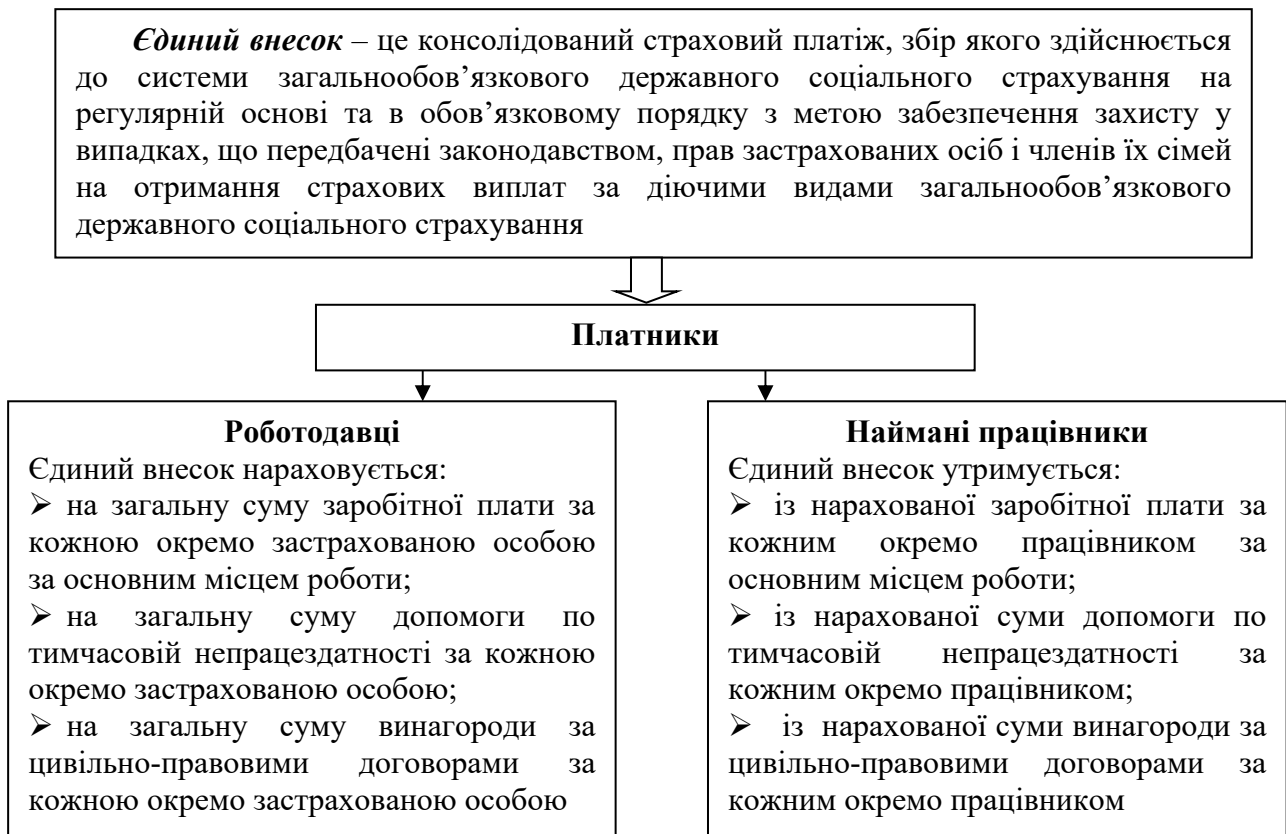 Єдиний внесок – це консолідований страховий платіж, збір якого здійснюється
до системи загальнообов’язкового державного соціального страхування на
регулярній основі та в обов’язковому порядку з метою забезпечення захисту у
випадках, що передбачені законодавством, прав застрахованих осіб і членів їх сімей
на отримання страхових виплат за діючими видами загальнообов’язкового
державного соціального страхування
Платники
Роботодавці
Єдиний внесок нараховується:
➢ на загальну суму заробітної плати за
кожною окремо застрахованою особою
за основним місцем роботи;
➢ на загальну суму допомоги по
тимчасовій непрацездатності за кожною
окремо застрахованою особою;
➢ на загальну суму винагороди за
цивільно-правовими договорами за
кожною окремо застрахованою особою
Наймані працівники
Єдиний внесок утримується:
➢ із нарахованої заробітної плати за
кожним окремо працівником за
основним місцем роботи;
➢ із нарахованої суми допомоги по
тимчасовій непрацездатності за
кожним окремо працівником;
➢ із нарахованої суми винагороди за
цивільно-правовими договорами за
кожним окремо працівником